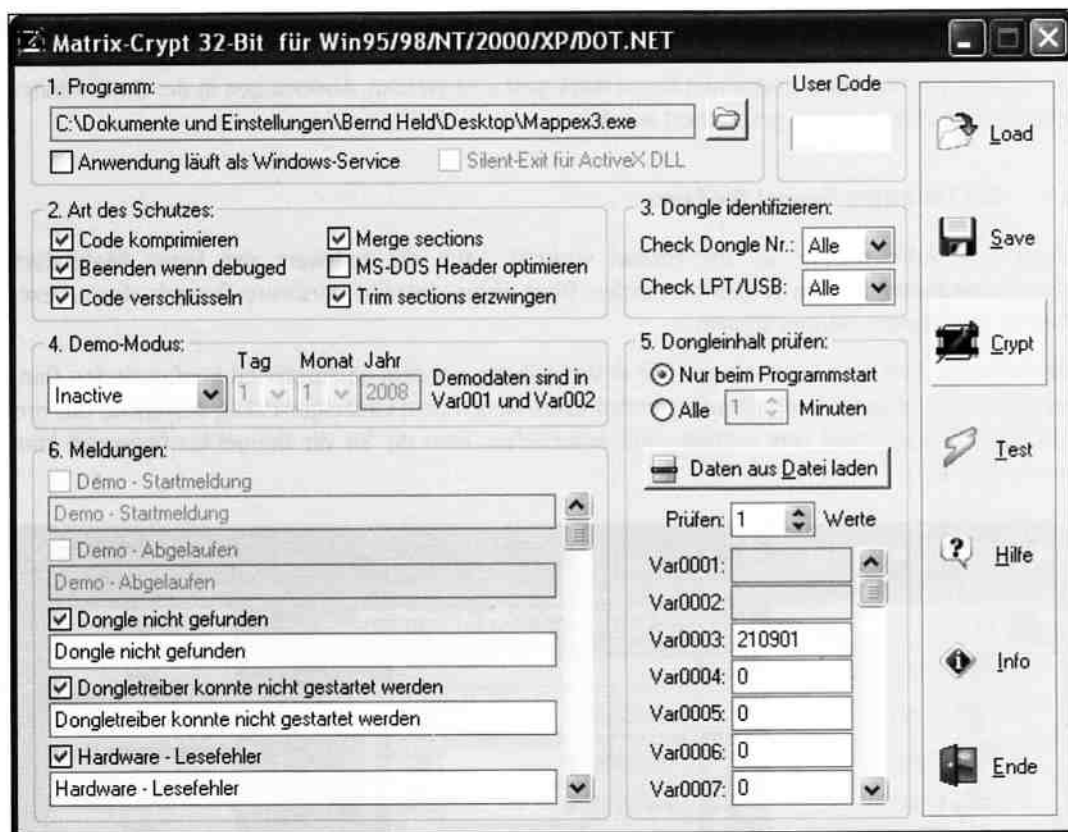 Matrix-Crypt 32-Bit für Win95/98/NT/2000/XP/DOT.NET
1. Programm:
C:\Dokumente und Einstellungen\Bernd Held\Desktop\Mappex3.exe
Anwendung läuft als Windows-Service
Silent-Exit für ActiveX DLL
User Code
2. Art des Schutzes:
Code komprimieren
Merge sections
Beenden wenn debuged
MS-DOS Header optimieren
Code verschlüsseln
Trim sections erzwingen
3. Dongle identifizieren:
Check Dongle Nr.: Alle
Check LPT/USB: Alle
4. Demo-Modus:
Tag Monat Jahr
Inactive 1 1 2008
Demodaten sind in
Var001 und Var002
5. Dongleinhalt prüfen:
Nur beim Programmstart
Alle 1 Minuten
Daten aus Datei laden
Prüfen: 1 Werte
Var0001:
Var0002:
Var0003: 210901
Var0004: 0
Var0005: 0
Var0006: 0
Var0007: 0
6. Meldungen:
Demo - Startmeldung
Demo - Startmeldung
Demo - Abgelaufen
Demo - Abgelaufen
Dongle nicht gefunden
Dongle nicht gefunden
Dongletreiber konnte nicht gestartet werden
Dongletreiber konnte nicht gestartet werden
Hardware - Lesefehler
Hardware - Lesefehler
Load
Save
Crypt
Test
Hilfe
Info
Ende